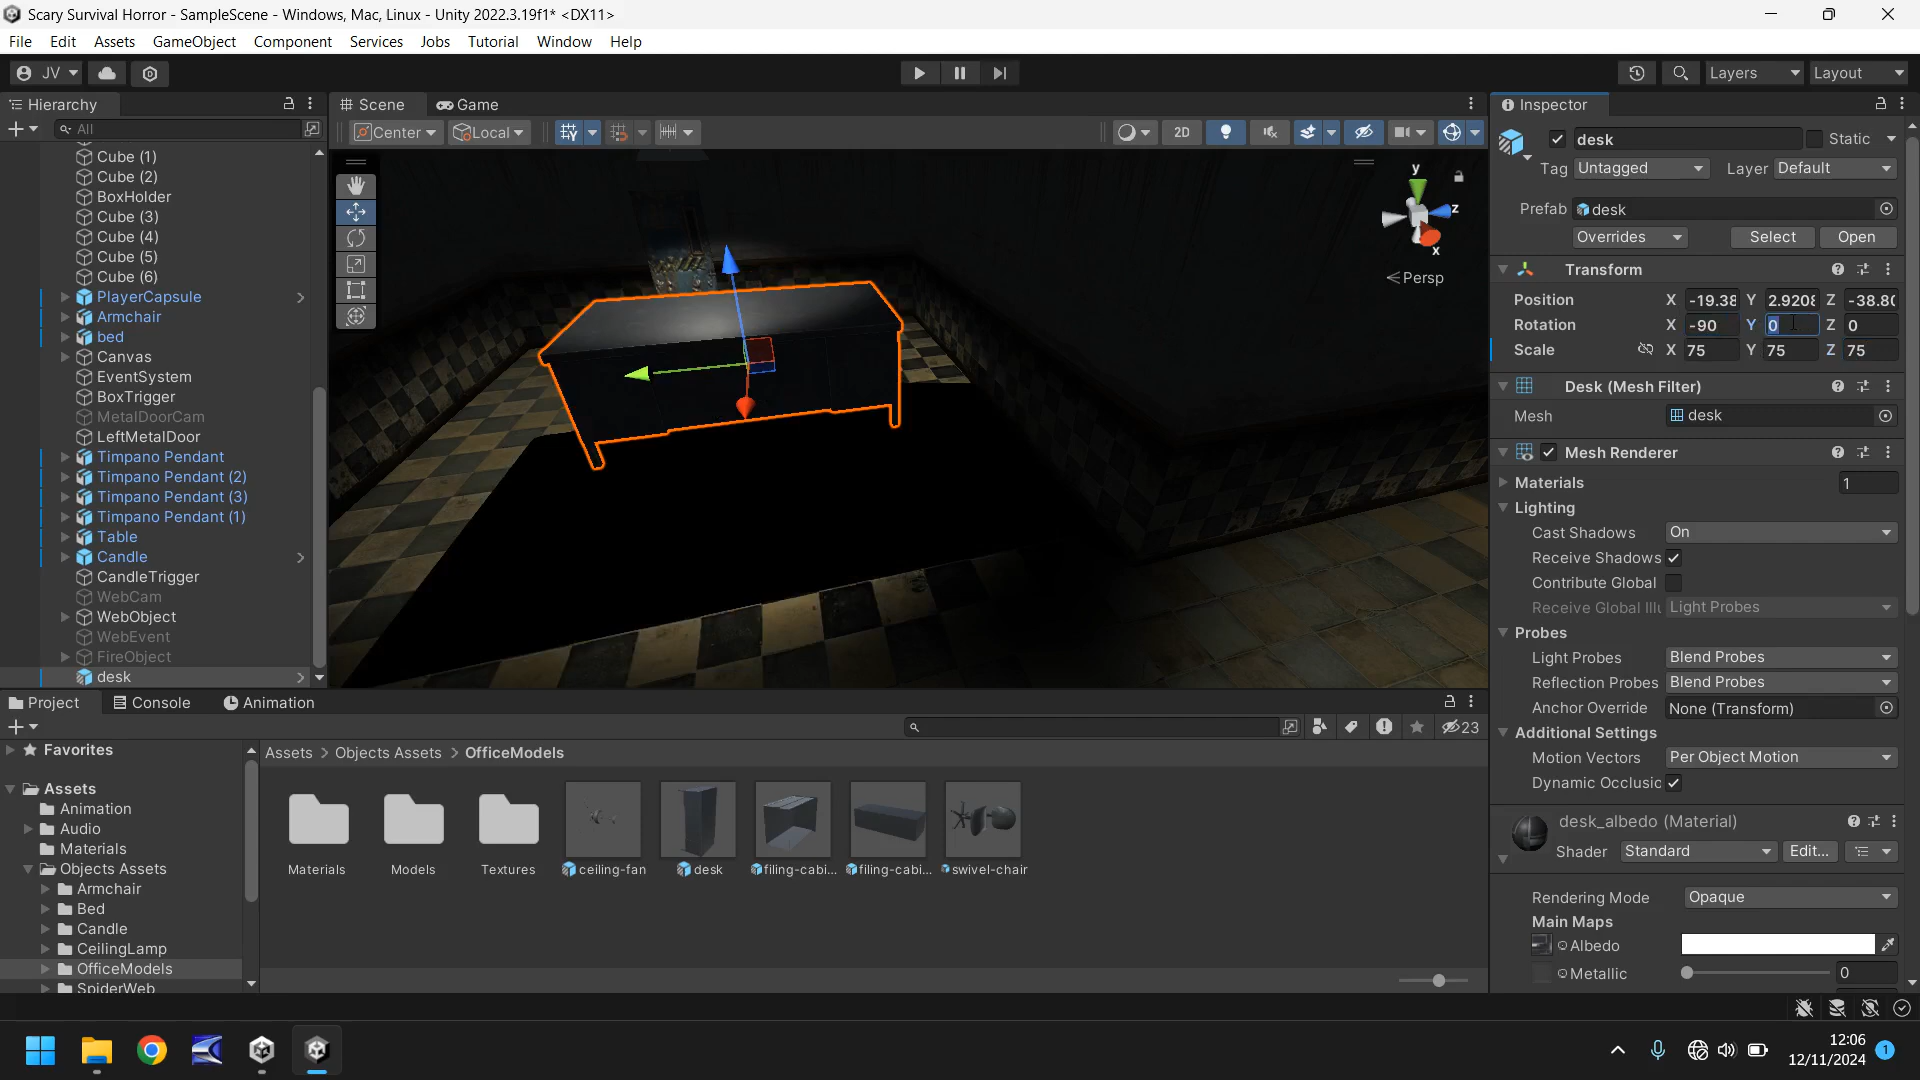 Scary Survival Horror - SampleScene - Windows, Mac, Linux - Unity 2022.3.19f1* <DX11>
File Edit Assets GameObject Component Services Jobs Tutorial Window Help
JV Layers Layout
Hierarchy
All
Cube (1)
Cube (2)
BoxHolder
Cube (3)
Cube (4)
Cube (5)
Cube (6)
PlayerCapsule
Armchair
bed
Canvas
EventSystem
BoxTrigger
MetalDoorCam
LeftMetalDoor
Timpano Pendant
Timpano Pendant (2)
Timpano Pendant (3)
Timpano Pendant (1)
Table
Candle
CandleTrigger
WebCam
WebObject
WebEvent
FireObject
desk
Scene Game
Center Local 2D
y
z
x
Persp
Inspector
desk Static
Tag Untagged Layer Default
Prefab desk
Overrides Select Open
Transform
Position X -19.38 Y 2.9208 Z -38.80
Rotation X -90 Y 0 Z 0
Scale X 75 Y 75 Z 75
Desk (Mesh Filter)
Mesh desk
Mesh Renderer
Materials 1
Lighting
Cast Shadows On
Receive Shadows
Contribute Global
Receive Global Illu Light Probes
Probes
Light Probes Blend Probes
Reflection Probes Blend Probes
Anchor Override None (Transform)
Additional Settings
Motion Vectors Per Object Motion
Dynamic Occlusic
desk_albedo (Material)
Shader Standard Edit...
Rendering Mode Opaque
Main Maps
Albedo
Metallic 0
Project Console Animation
23
Favorites
Assets
Animation
Audio
Materials
Objects Assets
Armchair
Bed
Candle
CeilingLamp
OfficeModels
SpiderWeb
Assets > Objects Assets > OfficeModels
Materials Models Textures ceiling-fan desk filing-cabi... filing-cabi... swivel-chair
12:06
12/11/2024
1